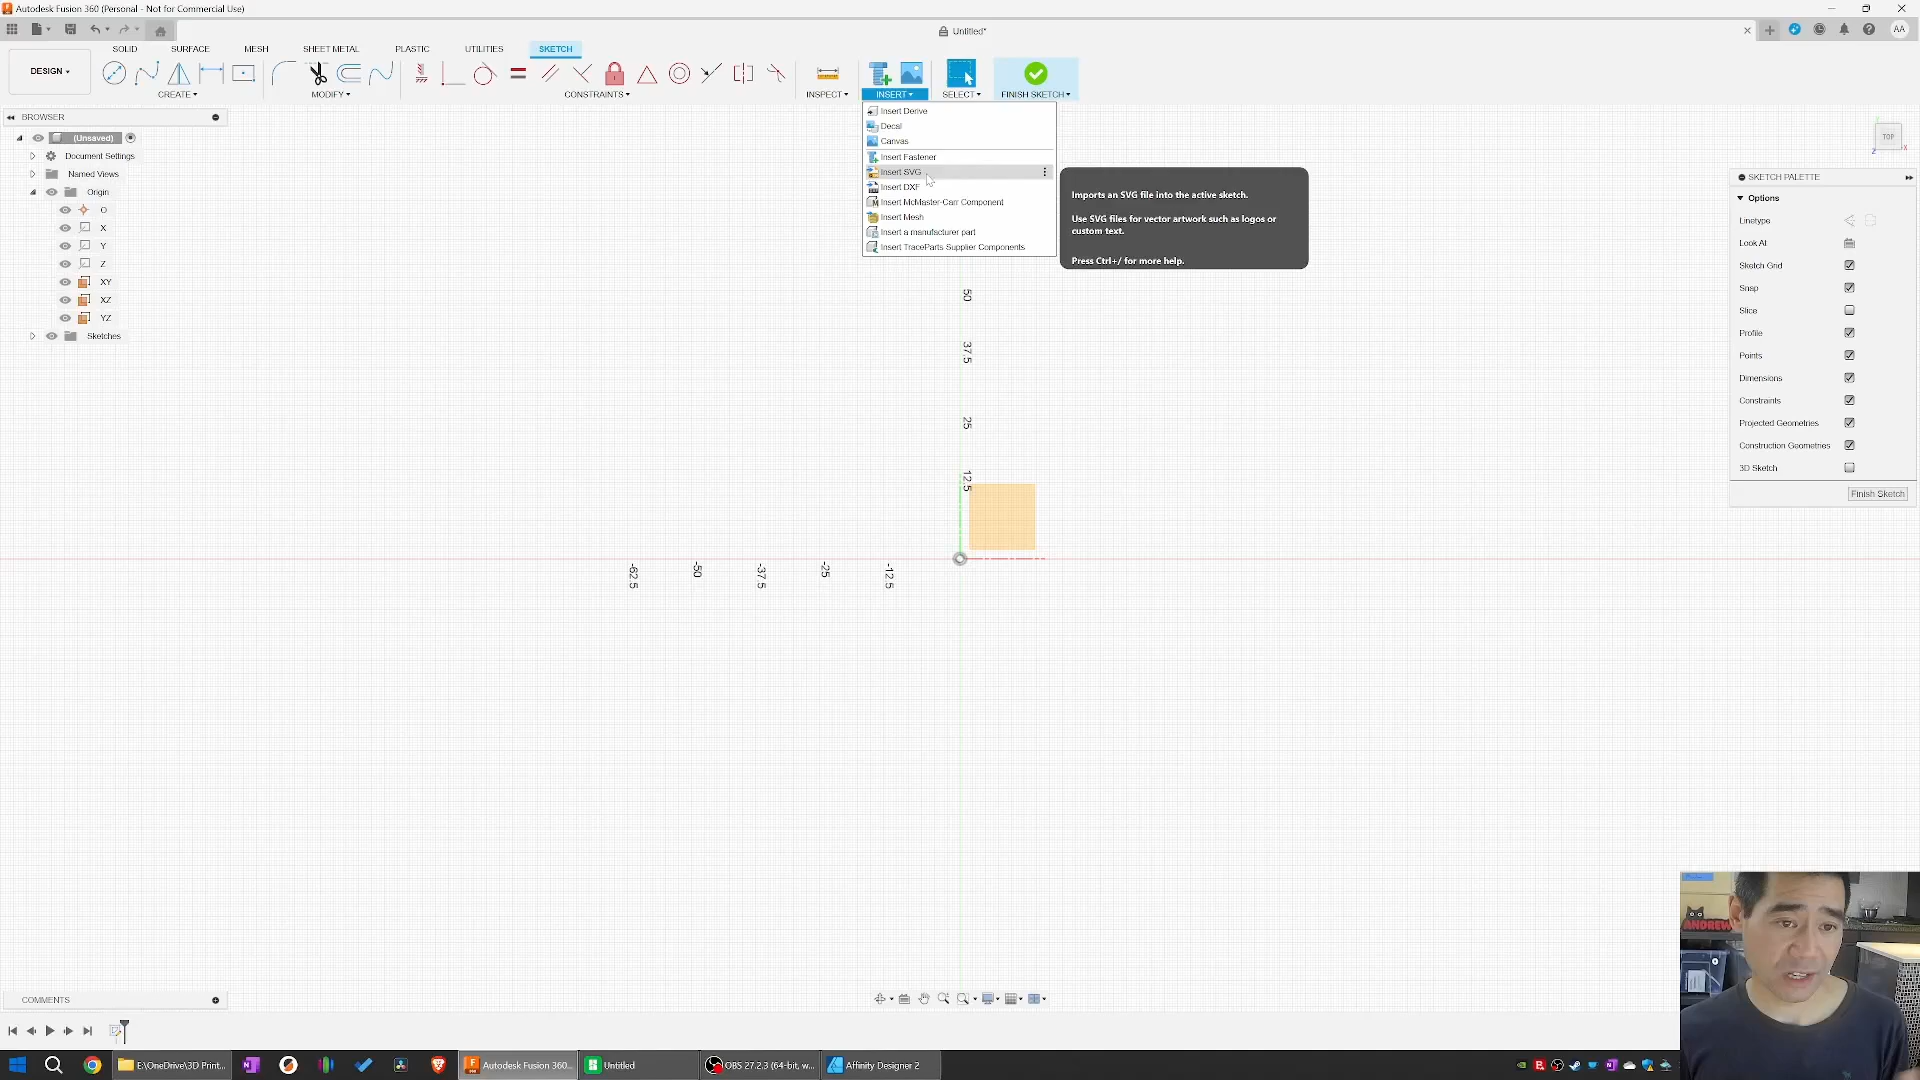 Autodesk Fusion 360 (Personal - Not for Commercial Use)
Untitled*
AA
SOLID
SURFACE
MESH
SHEET METAL
PLASTIC
UTILITIES
SKETCH
DESIGN
CREATE
MODIFY
CONSTRAINTS
INSPECT
INSERT
SELECT
FINISH SKETCH
BROWSER
(Unsaved)
Document Settings
Named Views
Origin
O
X
Y
Z
XY
XZ
YZ
Sketches
Insert Derive
Decal
Canvas
Insert Fastener
Insert SVG
Insert DXF
Insert McMaster-Carr Component
Insert Mesh
Insert a manufacturer part
Insert TraceParts Supplier Components
Imports an SVG file into the active sketch.
Use SVG files for vector artwork such as logos or
custom text.
Press Ctrl+/ for more help.
TOP
Z
X
SKETCH PALETTE
Options
Linetype
Look At
Sketch Grid
Snap
Slice
Profile
Points
Dimensions
Constraints
Projected Geometries
Construction Geometries
3D Sketch
Finish Sketch
50
37.5
25
12.5
-62.5
-50
-37.5
-25
-12.5
ANDREW
COMMENTS
E:\OneDrive\3D Print...
Autodesk Fusion 360...
Untitled
OBS 27.2.3 (64-bit, w...
Affinity Designer 2